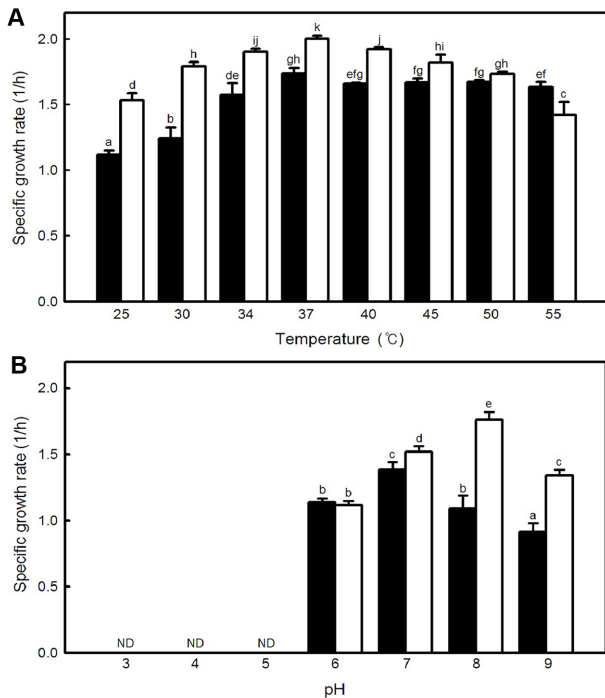 A
Specific growth rate (1/h)
2.0
1.5
1.0
0.5
0.0
a d b h de ij gh k efg j fg hi fg gh ef c
25 30 34 37 40 45 50 55
Temperature (℃)
B
Specific growth rate (1/h)
2.0
1.5
1.0
0.5
0.0
ND ND ND b b c d b e a c
3 4 5 6 7 8 9
pH